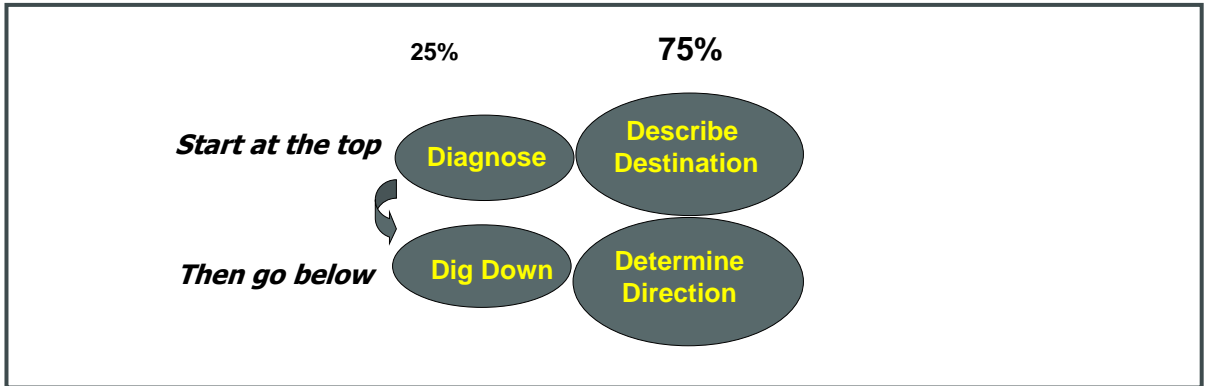 25% 75%
Start at the top
Diagnose
Describe
Destination
Then go below
Dig Down
Determine
Direction